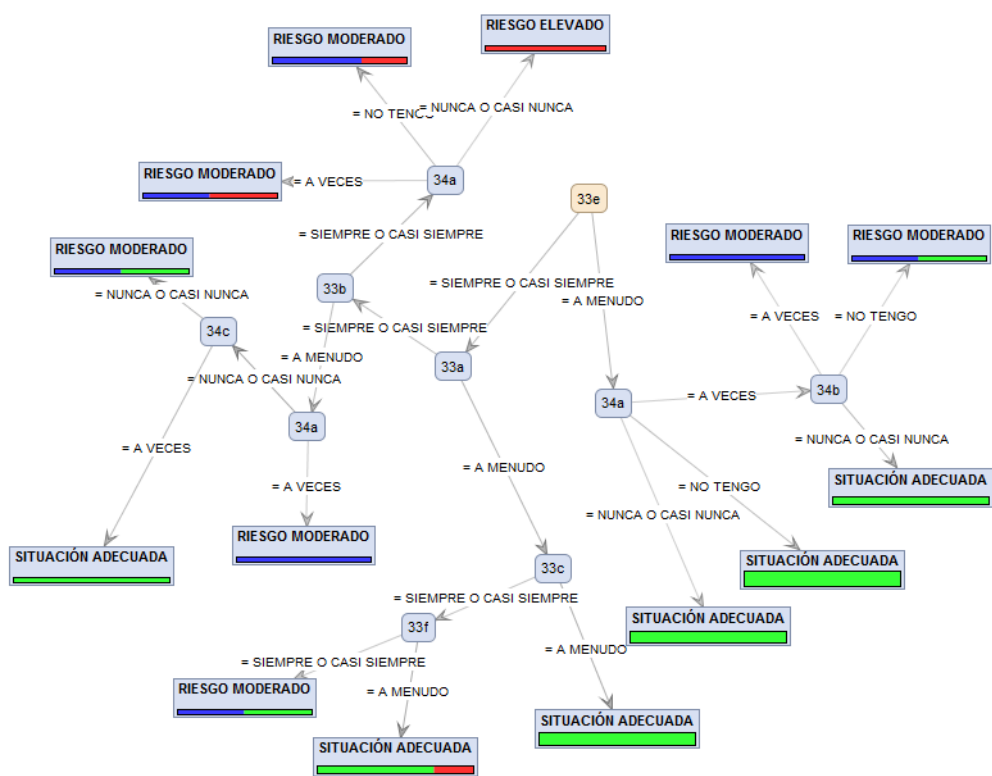 RIESGO ELEVADO
RIESGO MODERADO
= NO TENGO
= NUNCA O CASI NUNCA
RIESGO MODERADO
= A VECES
34a
33e
RIESGO MODERADO
= SIEMPRE O CASI SIEMPRE
RIESGO MODERADO
RIESGO MODERADO
= NUNCA O CASI NUNCA
33b
= SIEMPRE O CASI SIEMPRE
= A MENUDO
= A VECES
= NO TENGO
34c
= SIEMPRE O CASI SIEMPRE
= A MENUDO
33a
= NUNCA O CASI NUNCA
34a
= A VECES
34b
34a
= A VECES
= A VECES
= A MENUDO
= NUNCA O CASI NUNCA
SITUACIÓN ADECUADA
= NO TENGO
= NUNCA O CASI NUNCA
RIESGO MODERADO
SITUACIÓN ADECUADA
33c
SITUACIÓN ADECUADA
= SIEMPRE O CASI SIEMPRE
SITUACIÓN ADECUADA
33f
= A MENUDO
= SIEMPRE O CASI SIEMPRE
RIESGO MODERADO
= A MENUDO
SITUACIÓN ADECUADA
SITUACIÓN ADECUADA